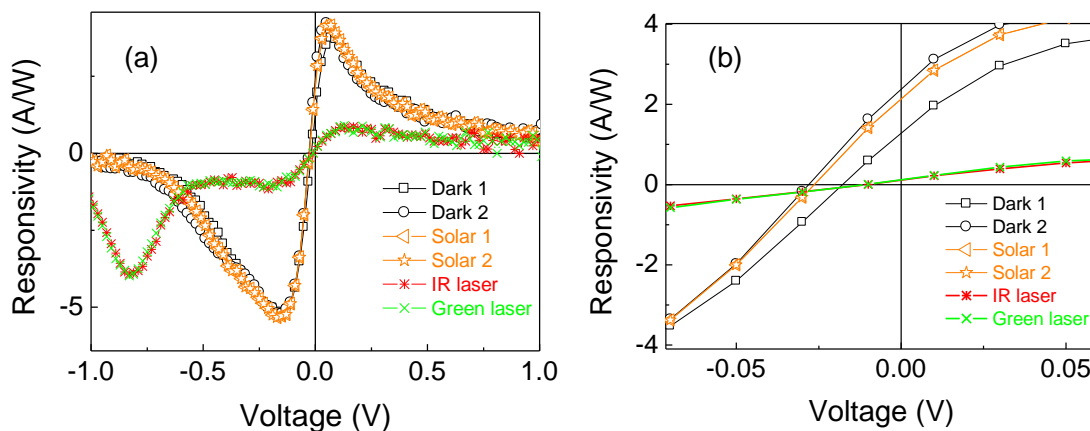 (a)
Responsivity (A/W)
0
-5
-1.0 -0.5 0.0 0.5 1.0
Voltage (V)
Dark 1
Dark 2
Solar 1
Solar 2
IR laser
Green laser
(b)
Responsivity (A/W)
4
2
0
-2
-4
-0.05 0.00 0.05
Voltage (V)
Dark 1
Dark 2
Solar 1
Solar 2
IR laser
Green laser